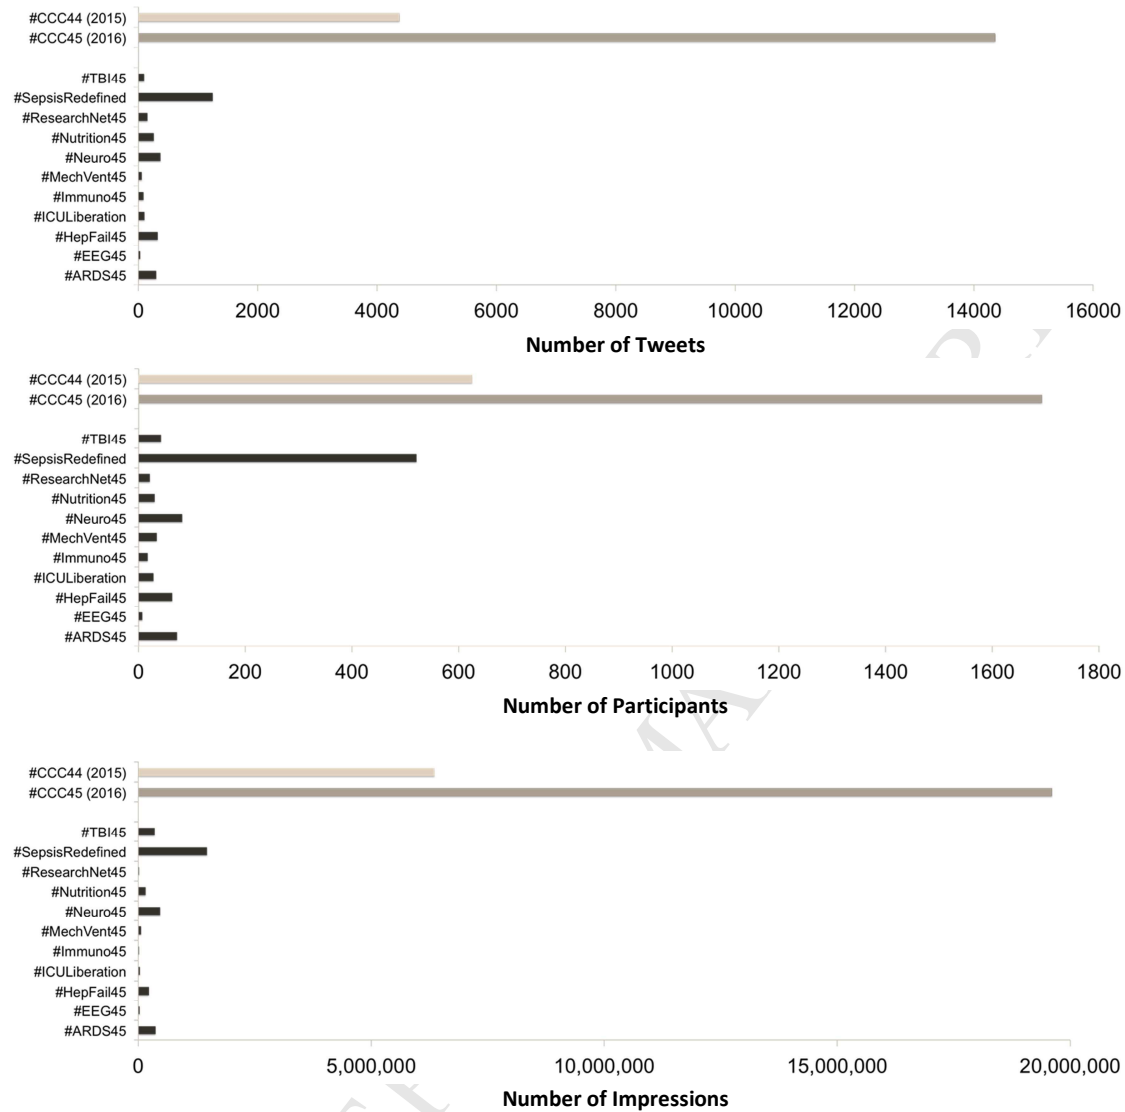 #CCC44 (2015)
#CCC45 (2016)
#TBI45
#SepsisRedefined
#ResearchNet45
#Nutrition45
#Neuro45
#MechVent45
#Immuno45
#ICULiberation
#HepFail45
#EEG45
#ARDS45
0 2000 4000 6000 8000 10000 12000 14000 16000
Number of Tweets
#CCC44 (2015)
#CCC45 (2016)
#TBI45
#SepsisRedefined
#ResearchNet45
#Nutrition45
#Neuro45
#MechVent45
#Immuno45
#ICULiberation
#HepFail45
#EEG45
#ARDS45
0 200 400 600 800 1000 1200 1400 1600 1800
Number of Participants
#CCC44 (2015)
#CCC45 (2016)
#TBI45
#SepsisRedefined
#ResearchNet45
#Nutrition45
#Neuro45
#MechVent45
#Immuno45
#ICULiberation
#HepFail45
#EEG45
#ARDS45
0 5,000,000 10,000,000 15,000,000 20,000,000
Number of Impressions